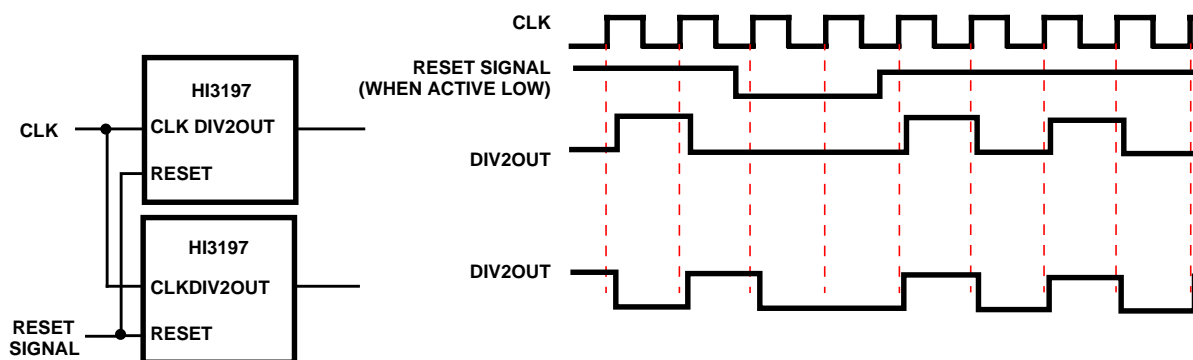 HI3197
CLK
CLK DIV2OUT
RESET
HI3197
CLKDIV2OUT
RESET
RESET
SIGNAL
CLK
RESET SIGNAL
(WHEN ACTIVE LOW)
DIV2OUT
DIV2OUT